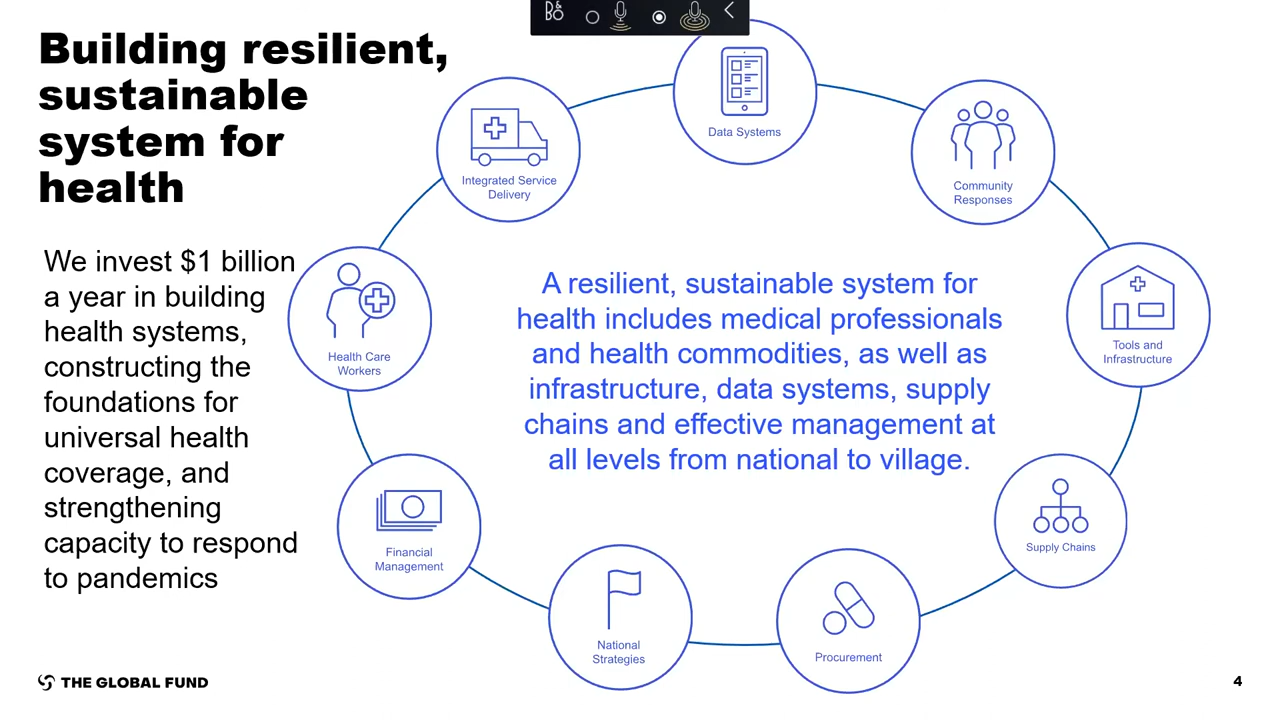 Building resilient,
sustainable
system for
health
We invest $1 billion
a year in building
health systems,
constructing the
foundations for
universal health
coverage, and
strengthening
capacity to respond
to pandemics
Data Systems
Community
Responses
Tools and
Infrastructure
Supply Chains
Procurement
National
Strategies
Financial
Management
Health Care
Workers
Integrated Service
Delivery
A resilient, sustainable system for
health includes medical professionals
and health commodities, as well as
infrastructure, data systems, supply
chains and effective management at
all levels from national to village.
THE GLOBAL FUND
4